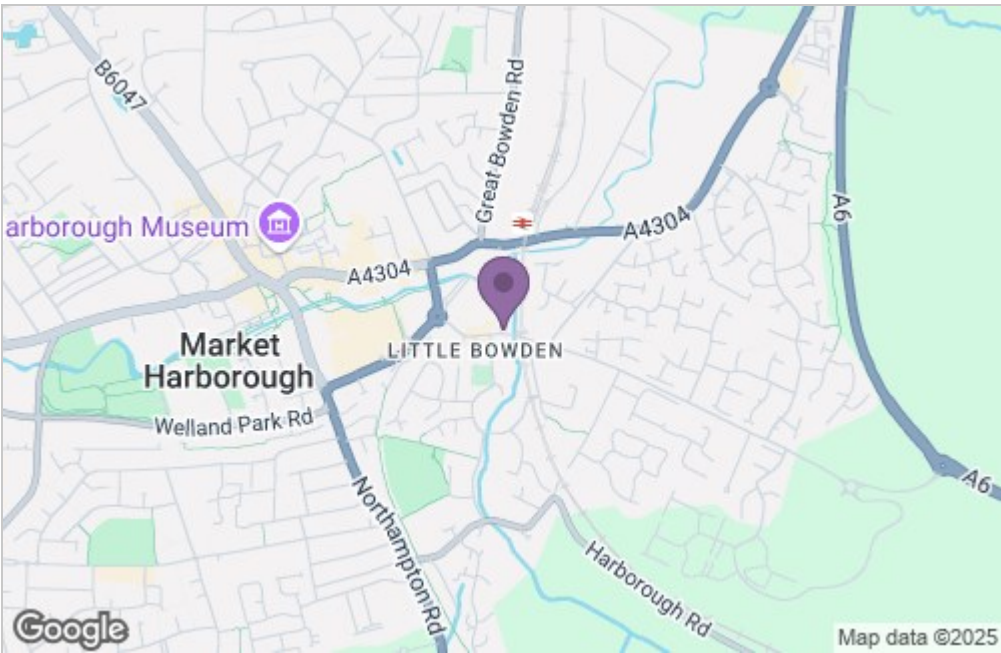 B6047
Great Bowden Rd
arborough Museum
A4304
A4304
A6
Market
Harborough
LITTLE BOWDEN
Welland Park Rd
Northampton Rd
Harborough Rd
A6
Google
Map data ©2025